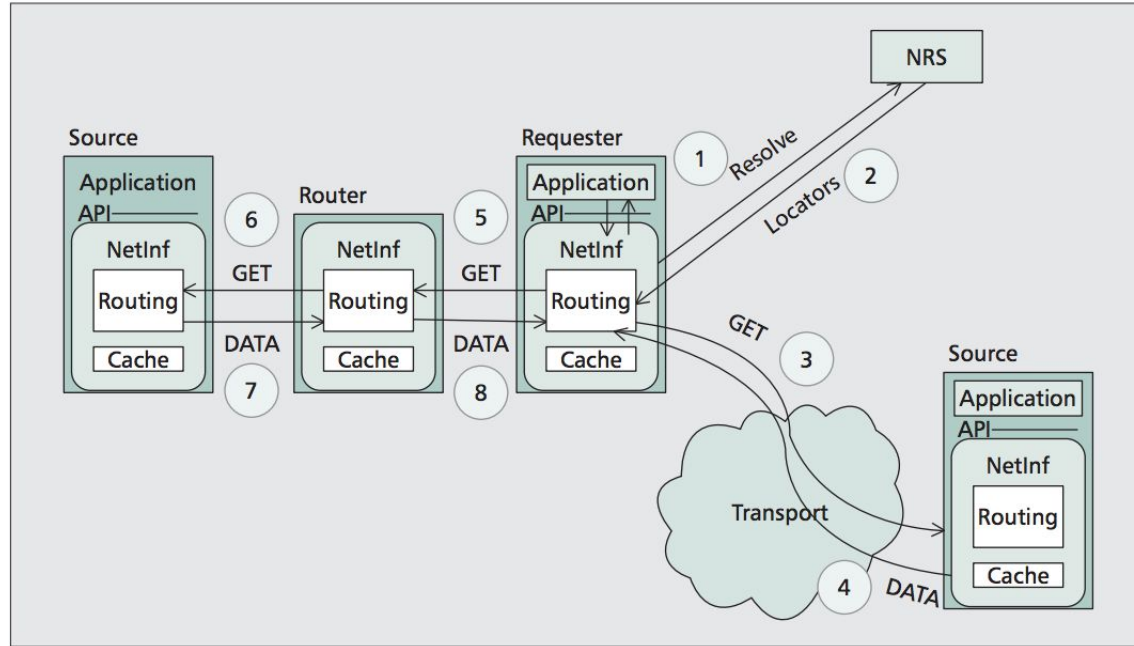 NRS
Source
Application
API
NetInf
Routing
Cache
6
GET
DATA
7
Router
NetInf
Routing
Cache
5
GET
DATA
8
Requester
Application
API
NetInf
Routing
Cache
1
Resolve
Locators
2
GET
3
Transport
4
DATA
Source
Application
API
NetInf
Routing
Cache